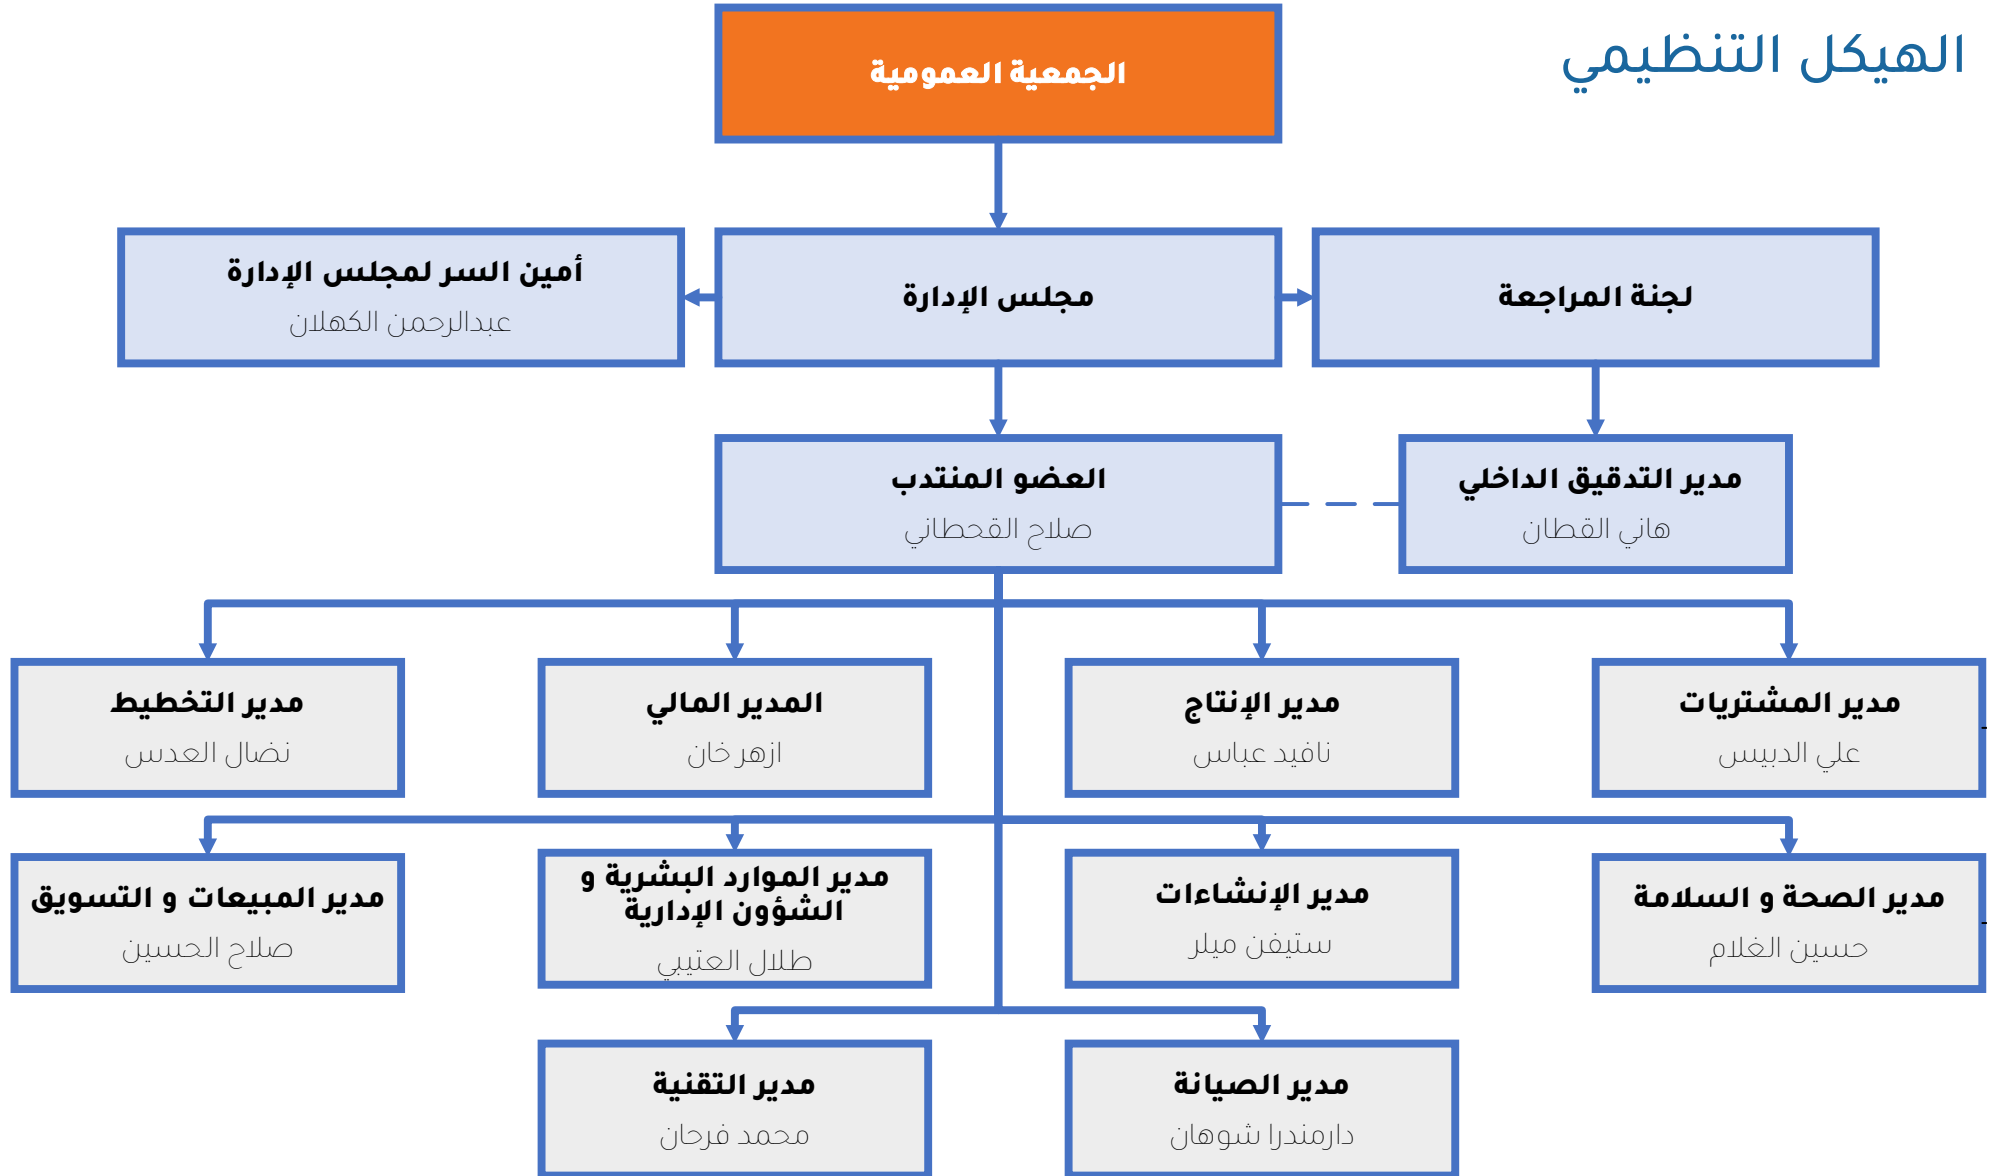 الهيكل التنظيمي
الجمعية العمومية
لجنة المراجعة
مجلس الإدارة
أمين السر لمجلس الإدارة
عبدالرحمن الكهلان
مدير التدقيق الداخلي
هاني القطان
العضو المنتدب
صلاح القحطاني
مدير المشتريات
علي الدبيس
مدير الإنتاج
نافيد عباس
المدير المالي
ازهر خان
مدير التخطيط
نضال العدس
مدير الصحة و السلامة
حسين الغلام
مدير الإنشاءات
ستيفن ميلر
مدير الموارد البشرية و
الشؤون الإدارية
طلال العتيبي
مدير المبيعات و التسويق
صلاح الحسين
مدير الصيانة
دارمندرا شوهان
مدير التقنية
محمد فرحان